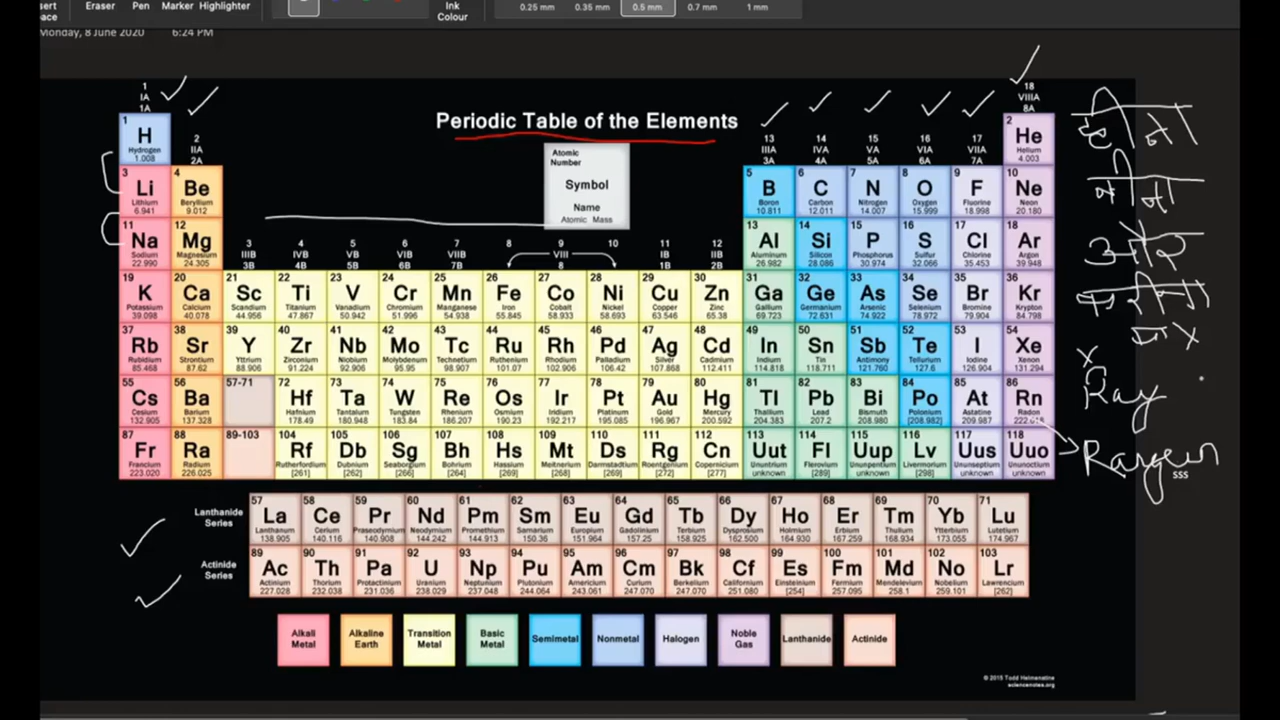 Insert Space
Eraser
Pen
Marker
Highlighter
Ink Colour
0.25 mm 0.35 mm 0.5 mm 0.7 mm 1 mm
Monday, 8 June 2020 6:24 PM
Periodic Table of the Elements
1 IA 1A
2 IIA 2A
13 IIIA 3A
14 IVA 4A
15 VA 5A
16 VIA 6A
17 VIIA 7A
18 VIIIA 8A
Atomic Number
Symbol
Name
Atomic Mass
1 2
H He
Hydrogen Helium
1.008 4.003
3 4 5 6 7 8 9 10
Li Be B C N O F Ne
Lithium Beryllium Boron Carbon Nitrogen Oxygen Fluorine Neon
6.941 9.012 10.811 12.011 14.007 15.999 18.998 20.180
11 12 13 14 15 16 17 18
Na Mg Al Si P S Cl Ar
Sodium Magnesium Aluminum Silicon Phosphorus Sulfur Chlorine Argon
22.990 24.305 26.982 28.086 30.974 32.066 35.453 39.948
3 4 5 6 7 8 9 10 11 12
IIIB IVB VB VIB VIIB VIII IB IIB
3B 4B 5B 6B 7B 8 1B 2B
19 20 21 22 23 24 25 26 27 28 29 30 31 32 33 34 35 36
K Ca Sc Ti V Cr Mn Fe Co Ni Cu Zn Ga Ge As Se Br Kr
Potassium Calcium Scandium Titanium Vanadium Chromium Manganese Iron Cobalt Nickel Copper Zinc Gallium Germanium Arsenic Selenium Bromine Krypton
39.098 40.078 44.956 47.867 50.942 51.996 54.938 55.845 58.933 58.693 63.546 65.38 69.723 72.631 74.922 78.972 79.904 84.798
37 38 39 40 41 42 43 44 45 46 47 48 49 50 51 52 53 54
Rb Sr Y Zr Nb Mo Tc Ru Rh Pd Ag Cd In Sn Sb Te I Xe
Rubidium Strontium Yttrium Zirconium Niobium Molybdenum Technetium Ruthenium Rhodium Palladium Silver Cadmium Indium Tin Antimony Tellurium Iodine Xenon
85.468 87.62 88.906 91.224 92.906 95.95 98.907 101.07 102.906 106.42 107.868 112.411 114.818 118.711 121.760 127.6 126.904 131.294
55 56 57-71 72 73 74 75 76 77 78 79 80 81 82 83 84 85 86
Cs Ba Hf Ta W Re Os Ir Pt Au Hg Tl Pb Bi Po At Rn
Cesium Barium Hafnium Tantalum Tungsten Rhenium Osmium Iridium Platinum Gold Mercury Thallium Lead Bismuth Polonium Astatine Radon
132.905 137.328 178.49 180.948 183.84 186.207 190.23 192.217 195.085 196.967 200.592 204.383 207.2 208.980 [208.982] 209.987 222.018
87 88 89-103 104 105 106 107 108 109 110 111 112 113 114 115 116 117 118
Fr Ra Rf Db Sg Bh Hs Mt Ds Rg Cn Uut Fl Uup Lv Uus Uuo
Francium Radium Rutherfordium Dubnium Seaborgium Bohrium Hassium Meitnerium Darmstadtium Roentgenium Copernicium Ununtrium Flerovium Ununpentium Livermorium Ununseptium Ununoctium
223.020 226.025 [261] [262] [266] [264] [269] [268] [269] [272] [277] unknown [289] unknown [298] unknown unknown
और
X
Ray
Rangeen
sss
Lanthanide Series
57 58 59 60 61 62 63 64 65 66 67 68 69 70 71
La Ce Pr Nd Pm Sm Eu Gd Tb Dy Ho Er Tm Yb Lu
Lanthanum Cerium Praseodymium Neodymium Promethium Samarium Europium Gadolinium Terbium Dysprosium Holmium Erbium Thulium Ytterbium Lutetium
138.905 140.116 140.908 144.242 144.913 150.36 151.964 157.25 158.925 162.500 164.930 167.259 168.934 173.055 174.967
Actinide Series
89 90 91 92 93 94 95 96 97 98 99 100 101 102 103
Ac Th Pa U Np Pu Am Cm Bk Cf Es Fm Md No Lr
Actinium Thorium Protactinium Uranium Neptunium Plutonium Americium Curium Berkelium Californium Einsteinium Fermium Mendelevium Nobelium Lawrencium
227.028 232.038 231.036 238.029 237.048 244.064 243.061 247.070 247.070 251.080 [254] 257.095 258.1 259.101 [262]
Alkali Metal
Alkaline Earth
Transition Metal
Basic Metal
Semimetal
Nonmetal
Halogen
Noble Gas
Lanthanide
Actinide
© 2015 Todd Helmenstine
sciencenotes.org